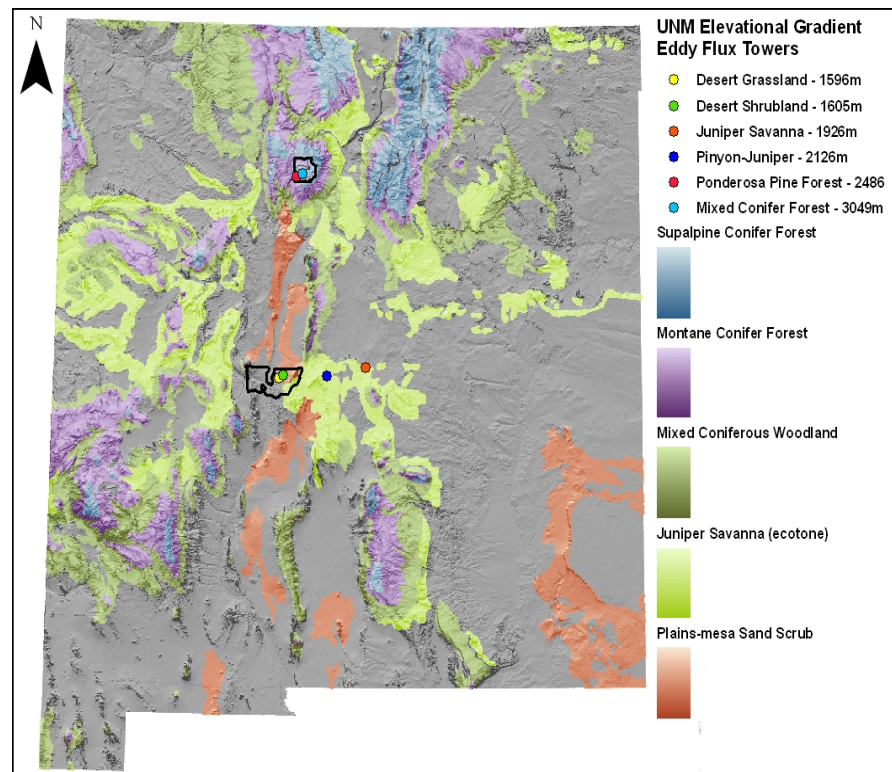 N
UNM Elevational Gradient
Eddy Flux Towers
Desert Grassland - 1596m
Desert Shrubland - 1605m
Juniper Savanna - 1926m
Pinyon-Juniper - 2126m
Ponderosa Pine Forest - 2486
Mixed Conifer Forest - 3049m
Supalpine Conifer Forest
Montane Conifer Forest
Mixed Coniferous Woodland
Juniper Savanna (ecotone)
Plains-mesa Sand Scrub